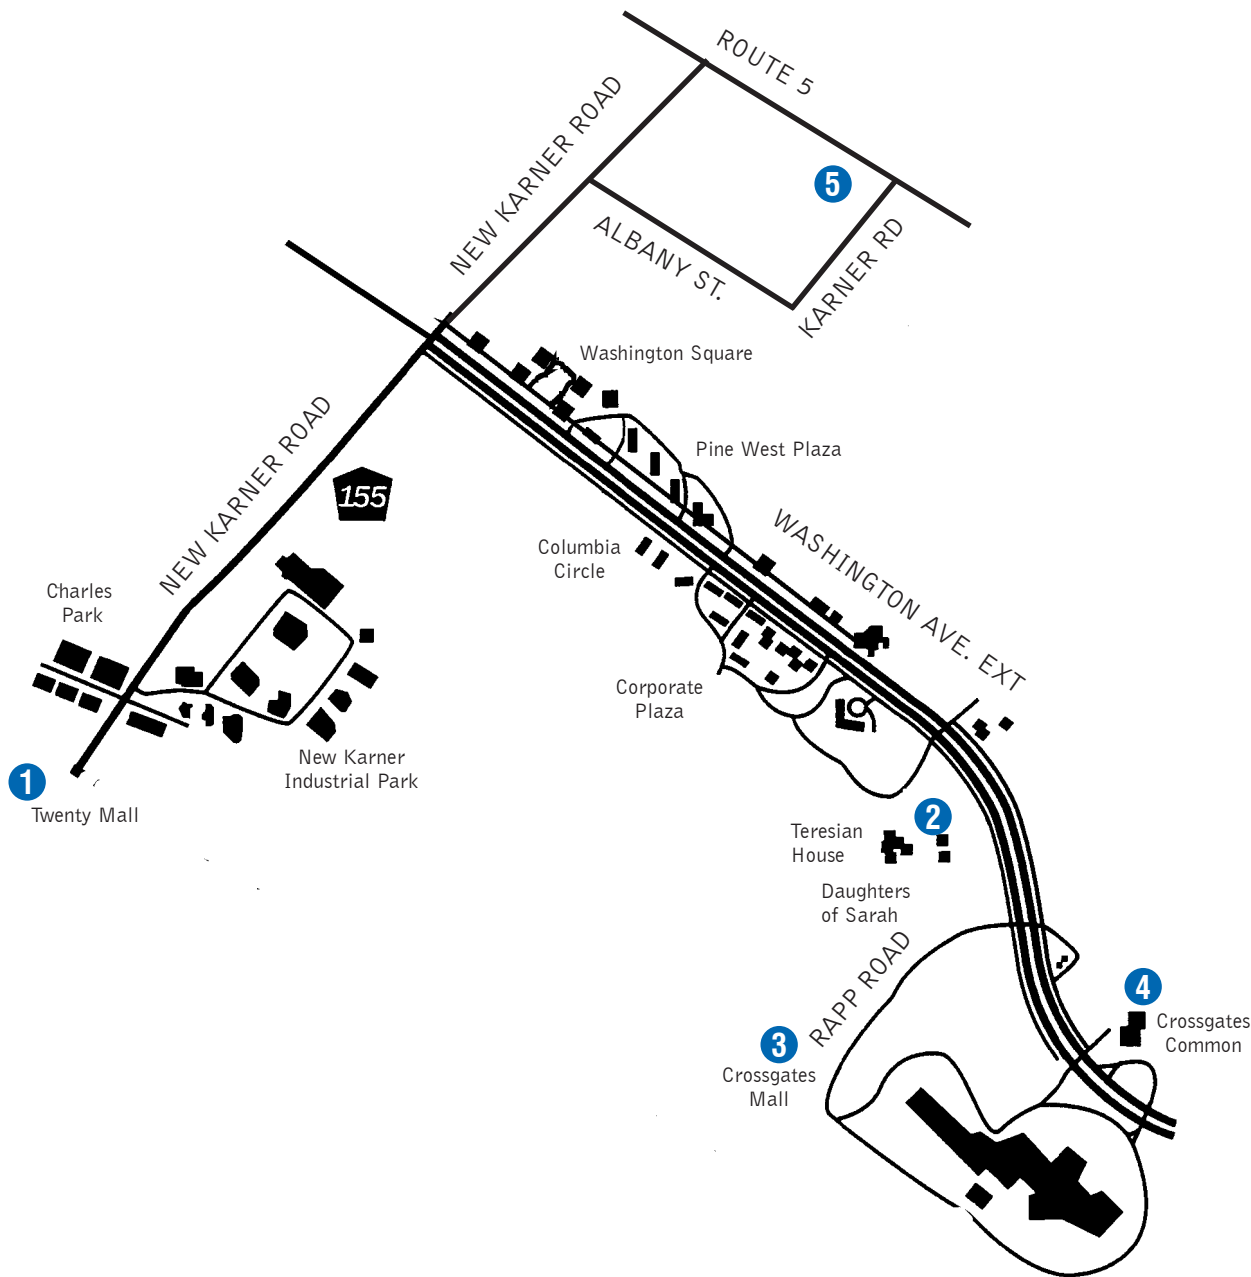 ROUTE 5
NEW KARNER ROAD
5
ALBANY ST.
KARNER RD
Washington Square
NEW KARNER ROAD
Pine West Plaza
155
WASHINGTON AVE. EXT
Columbia
Circle
Charles
Park
Corporate
Plaza
New Karner
Industrial Park
1
Twenty Mall
2
Teresian
House
Daughters
of Sarah
RAPP ROAD
4
Crossgates
Common
3
Crossgates
Mall